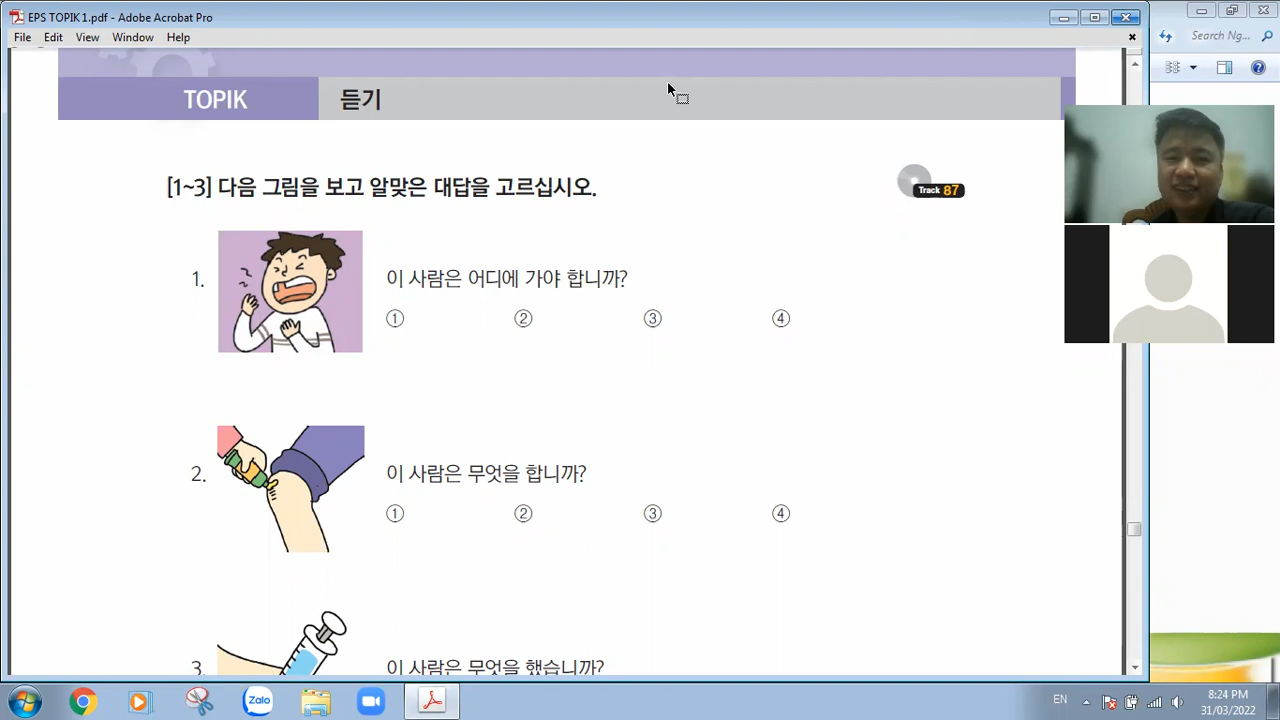 EPS TOPIK 1.pdf - Adobe Acrobat Pro
File Edit View Window Help
Search Ng...
TOPIK 듣기
[1~3] 다음 그림을 보고 알맞은 대답을 고르십시오.
Track 87
1. 이 사람은 어디에 가야 합니까?
① ② ③ ④
2. 이 사람은 무엇을 합니까?
① ② ③ ④
3. 이 사람은 무엇을 했습니까?
Zalo
EN
8:24 PM
31/03/2022